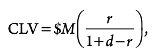 CLV = $M(r/(1+d−r)),